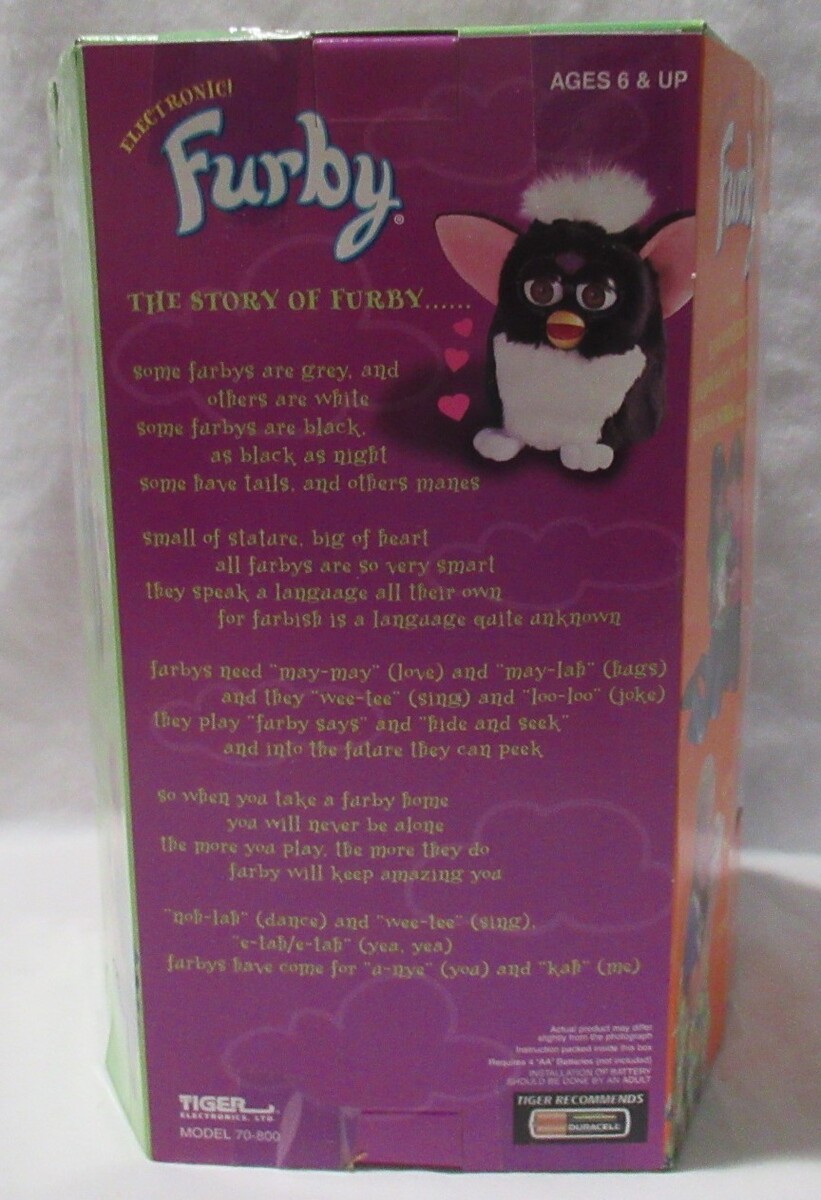 ELECTRONIC!
AGES 6 & UP
Furby®
THE STORY OF FURBY......
some furbys are grey, and
others are white
some furbys are black,
as black as night
some have tails, and others manes
small of stature, big of heart
all furbys are so very smart
they speak a language all their own
for furbish is a language quite unknown
furbys need "may-may" (love) and "may-lah" (hugs)
and they "wee-tee" (sing) and "loo-loo" (joke)
they play "furby says" and "hide and seek"
and into the future they can peek
so when you take a furby home
you will never be alone
the more you play, the more they do
furby will keep amazing you
"noh-lah" (dance) and "wee-tee" (sing),
"e-tah/e-tah" (yea, yea)
furbys have come for "u-nye" (you) and "kah" (me)
Actual product may differ
slightly from the photograph
Instruction packed inside this box
Requires 4 "AA" Batteries (not included)
INSTALLATION OF BATTERY
SHOULD BE DONE BY AN ADULT
TIGER
ELECTRONICS, LTD.
MODEL 70-800
TIGER RECOMMENDS
DURACELL
Furby